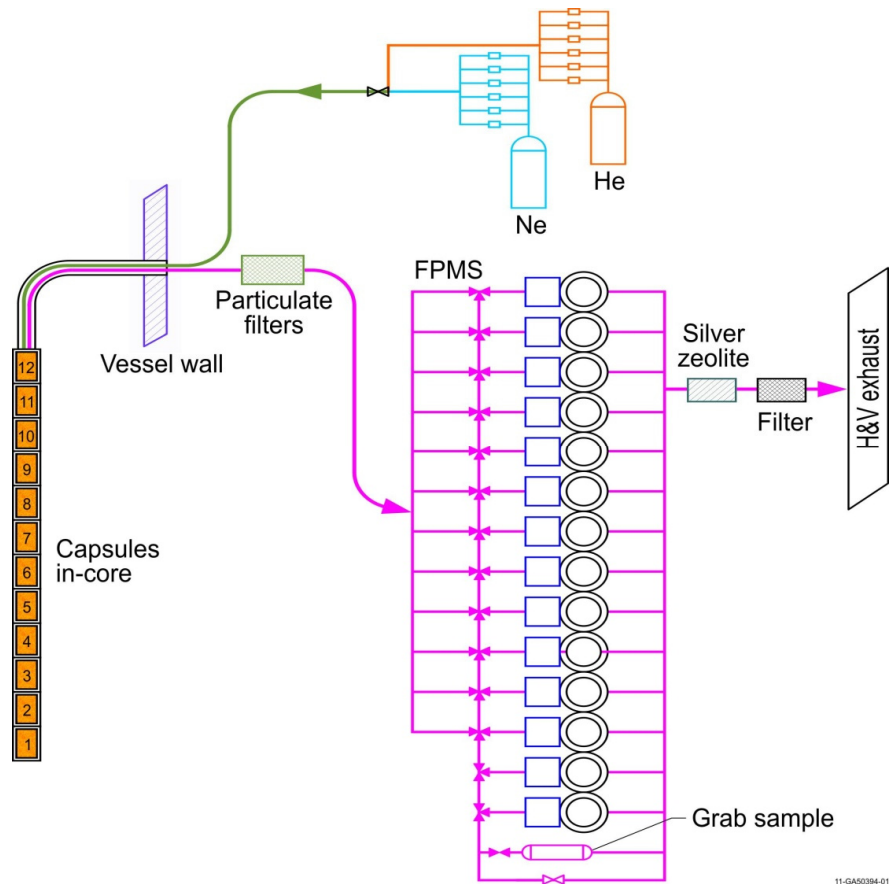 He
Ne
FPMS
Particulate
filters
Vessel wall
Silver
zeolite
Filter
H&V exhaust
12
11
10
9
8
7
6
5
4
3
2
1
Capsules
in-core
Grab sample
11-GA50394-01